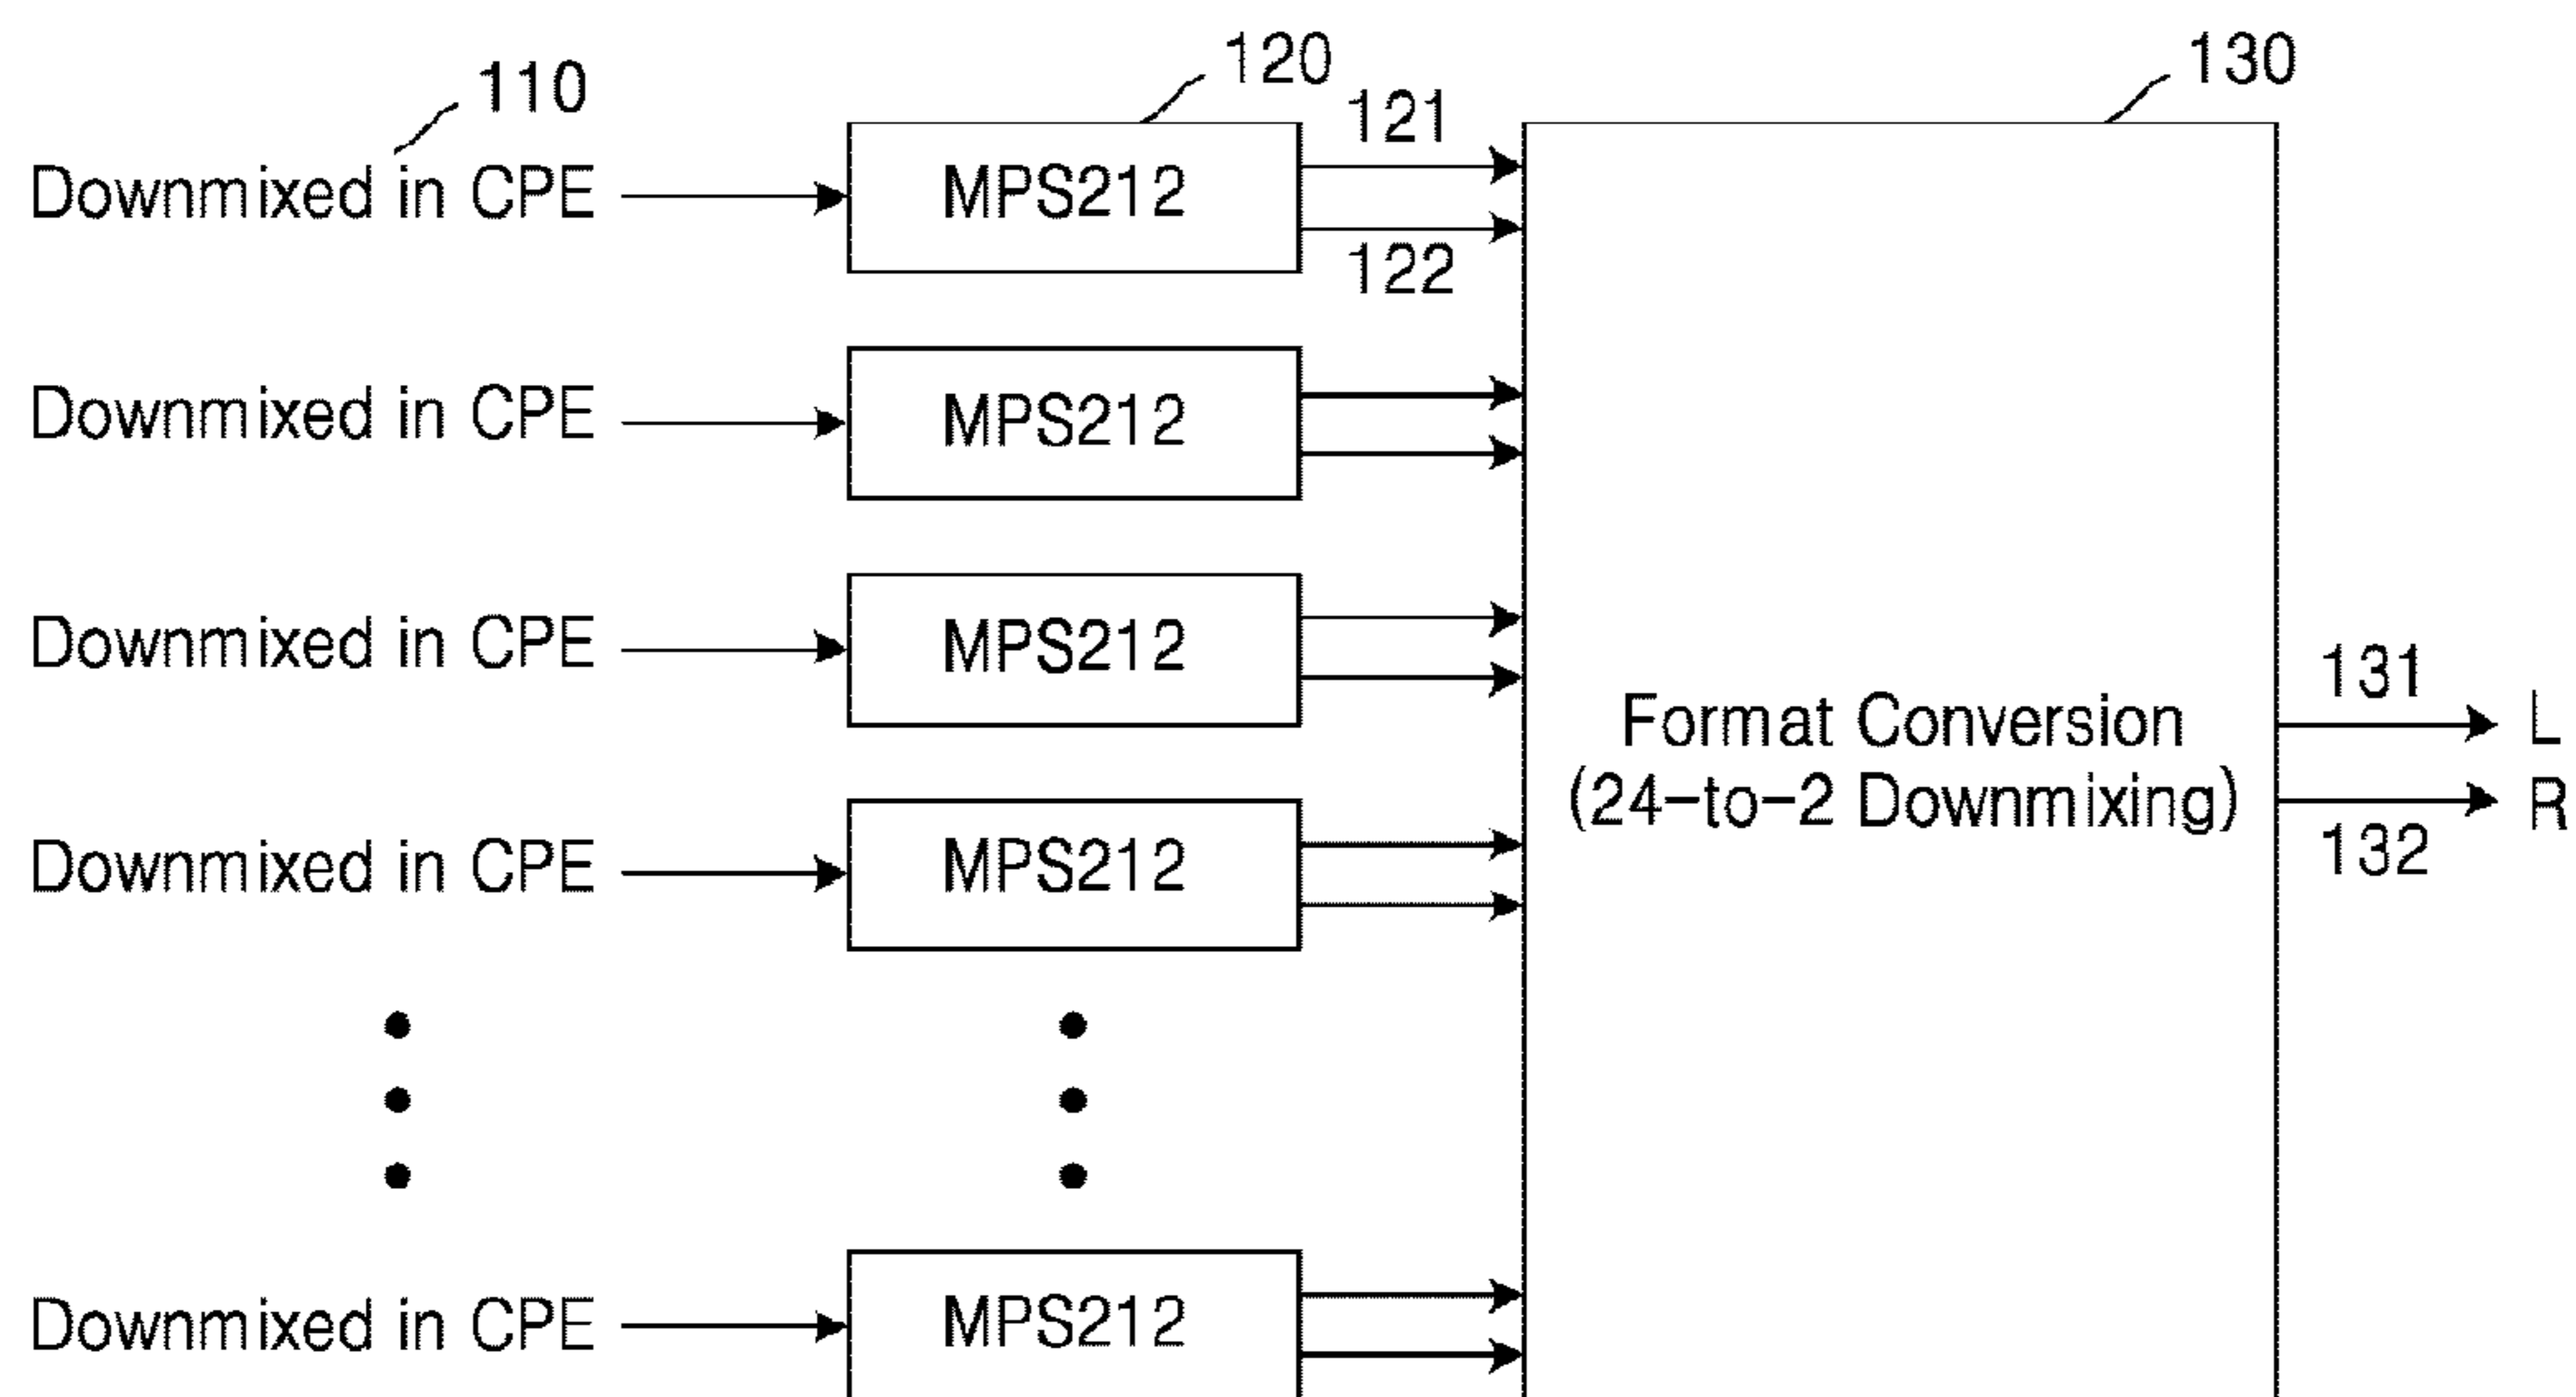 110
120
121
130
Downmixed in CPE
MPS212
122
Downmixed in CPE
MPS212
Downmixed in CPE
MPS212
Format Conversion
(24-to-2 Downmixing)
131
L
132
R
Downmixed in CPE
MPS212
Downmixed in CPE
MPS212